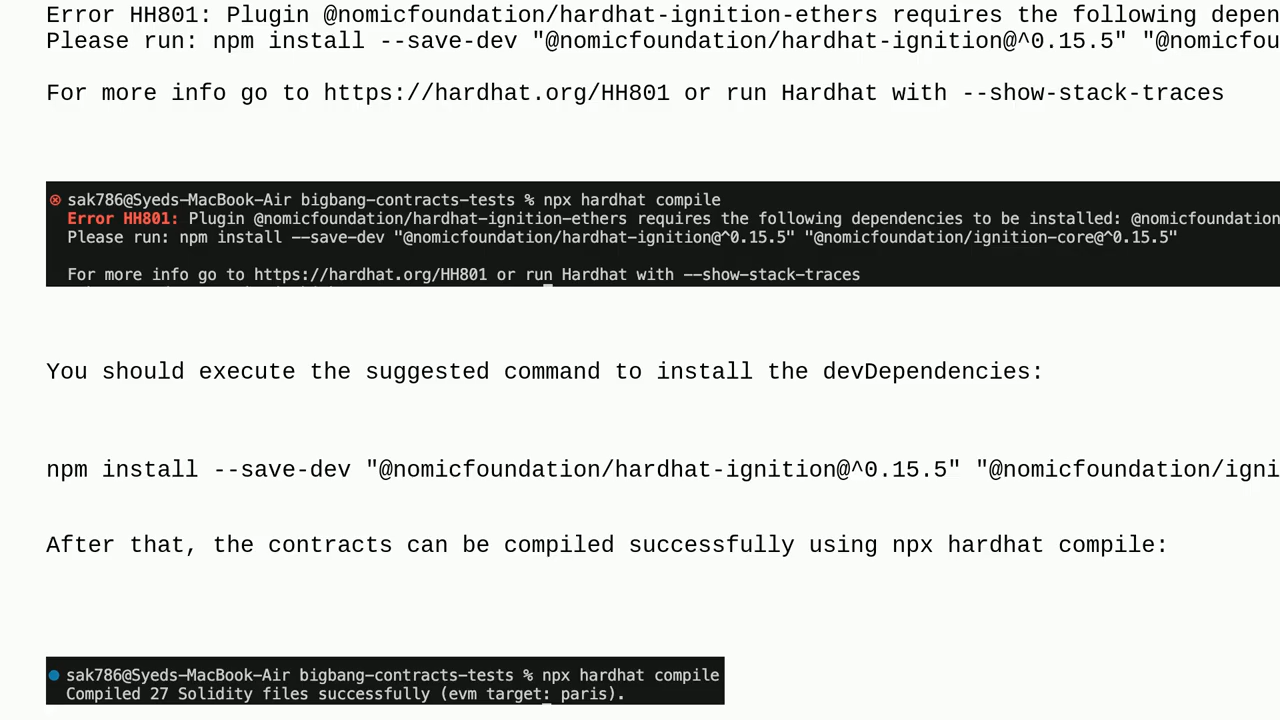 Error HH801: Plugin @nomicfoundation/hardhat-ignition-ethers requires the following depen
Please run: npm install --save-dev "@nomicfoundation/hardhat-ignition@^0.15.5" "@nomicfou
For more info go to https://hardhat.org/HH801 or run Hardhat with --show-stack-traces
sak786@Syeds-MacBook-Air bigbang-contracts-tests % npx hardhat compile
Error HH801: Plugin @nomicfoundation/hardhat-ignition-ethers requires the following dependencies to be installed: @nomicfoundation
Please run: npm install --save-dev "@nomicfoundation/hardhat-ignition@^0.15.5" "@nomicfoundation/ignition-core@^0.15.5"
For more info go to https://hardhat.org/HH801 or run Hardhat with --show-stack-traces
You should execute the suggested command to install the devDependencies:
npm install --save-dev "@nomicfoundation/hardhat-ignition@^0.15.5" "@nomicfoundation/igni
After that, the contracts can be compiled successfully using npx hardhat compile:
sak786@Syeds-MacBook-Air bigbang-contracts-tests % npx hardhat compile
Compiled 27 Solidity files successfully (evm target: paris).